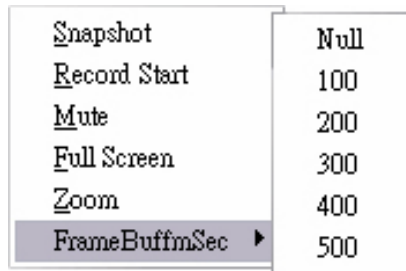 Snapshot
Record Start
Mute
Full Screen
Zoom
FrameBuffmSec
Null
100
200
300
400
500